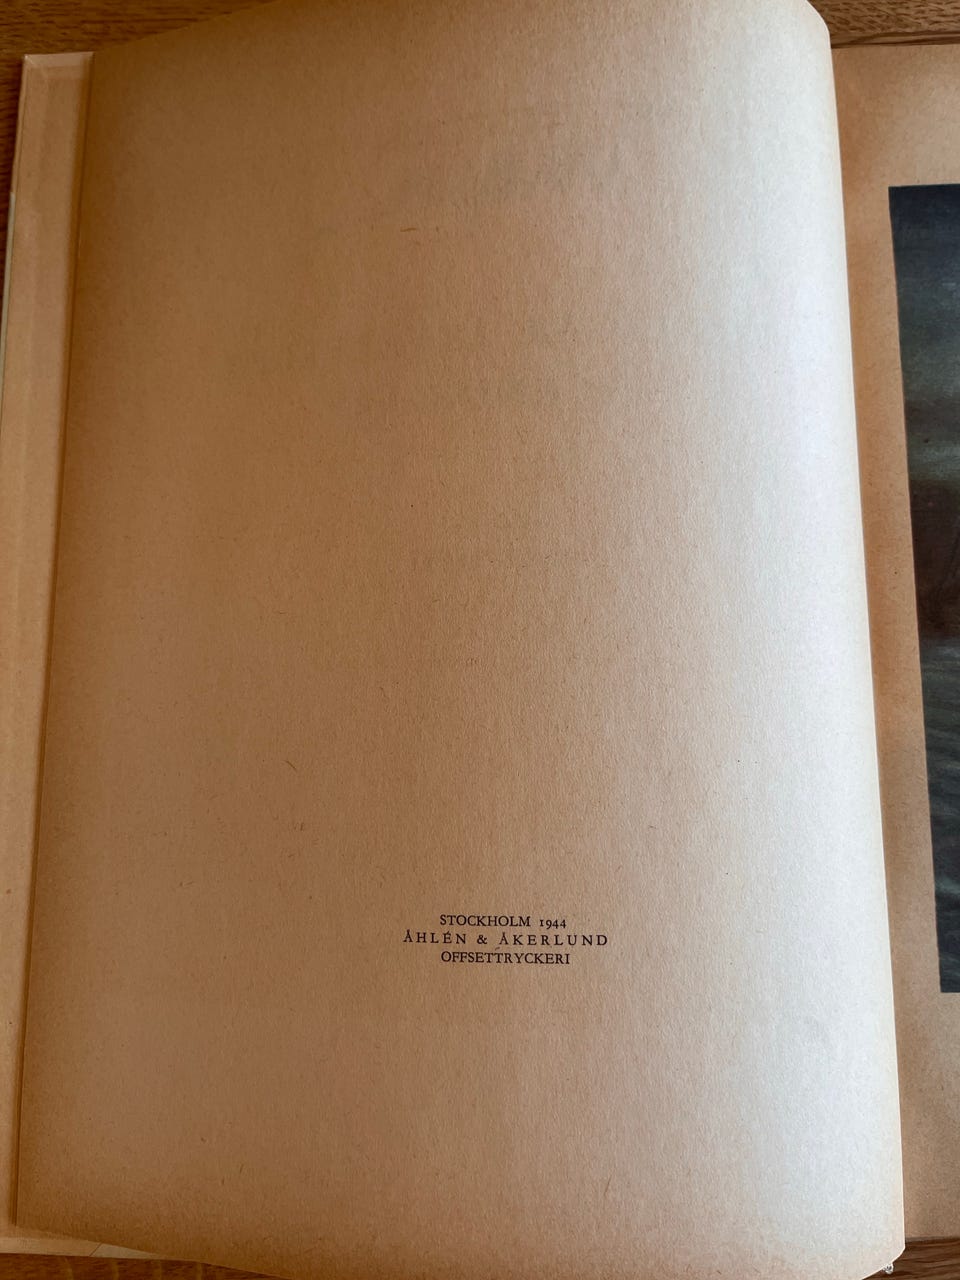 STOCKHOLM 1944
ÅHLÉN & ÅKERLUND
OFFSETTRYCKERI